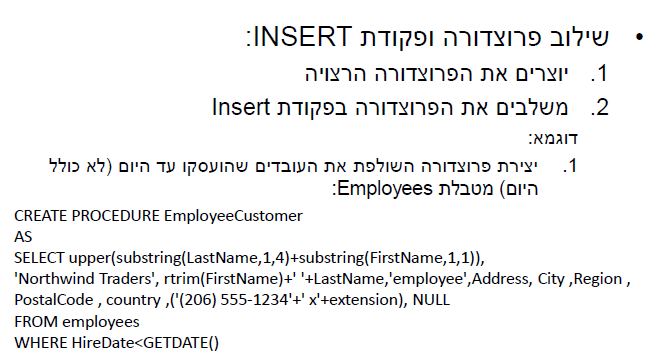 • שילוב פרוצדורה ופקודת INSERT:
1. יוצרים את הפרוצדורה הרצויה
2. משלבים את הפרוצדורה בפקודת Insert
דוגמא:
1. יצירת פרוצדורה השולפת את העובדים שהועסקו עד היום (לא כולל
היום) מטבלת Employees:
CREATE PROCEDURE EmployeeCustomer
AS
SELECT upper(substring(LastName,1,4)+substring(FirstName,1,1)),
'Northwind Traders', rtrim(FirstName)+' '+LastName,'employee',Address, City ,Region ,
PostalCode , country ,('(206) 555-1234'+' x'+extension), NULL
FROM employees
WHERE HireDate<GETDATE()